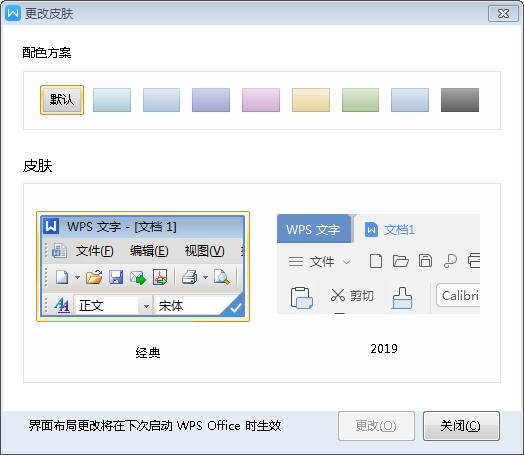 更改皮肤
配色方案
默认
皮肤
WPS 文字 - [文档 1]
文件(F) 编辑(E) 视图(V)
正文 宋体
经典
WPS 文字 文档1
文件
剪切 Calibri
2019
界面布局更改将在下次启动 WPS Office 时生效
更改(O) 关闭(C)